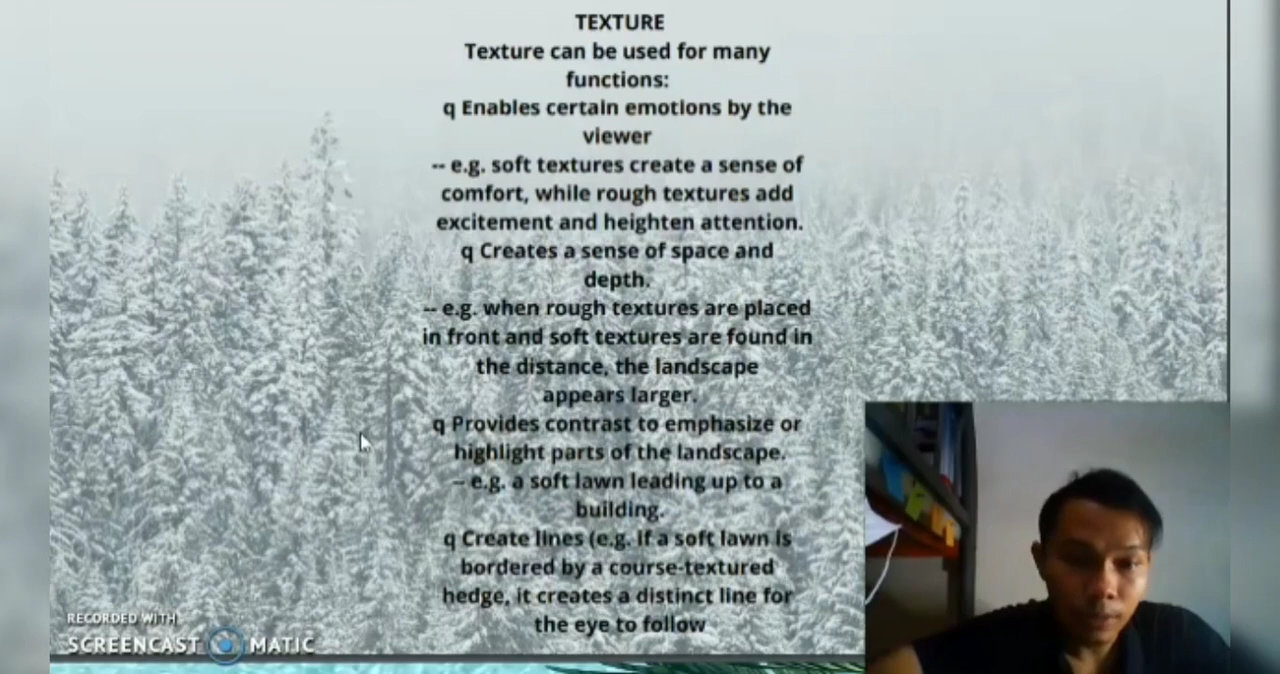 TEXTURE
Texture can be used for many
functions:
q Enables certain emotions by the
viewer
-- e.g. soft textures create a sense of
comfort, while rough textures add
excitement and heighten attention.
q Creates a sense of space and
depth.
-- e.g. when rough textures are placed
in front and soft textures are found in
the distance, the landscape
appears larger.
q Provides contrast to emphasize or
highlight parts of the landscape.
-- e.g. a soft lawn leading up to a
building.
q Create lines (e.g. if a soft lawn is
bordered by a course-textured
hedge, it creates a distinct line for
the eye to follow
RECORDED WITH
SCREENCAST MATIC